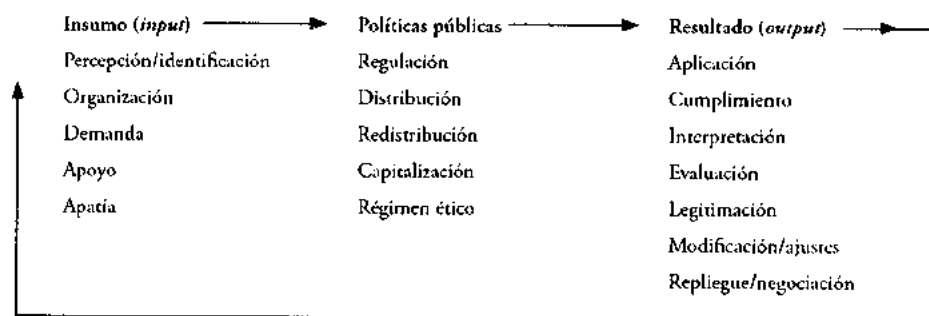 Insumo (input) Políticas públicas Resultado (output)
Percepción/identificación Regulación Aplicación
Organización Distribución Cumplimiento
Demanda Redistribución Interpretación
Apoyo Capitalización Evaluación
Apatía Régimen ético Legitimación
Modificación/ajustes
Repliegue/negociación